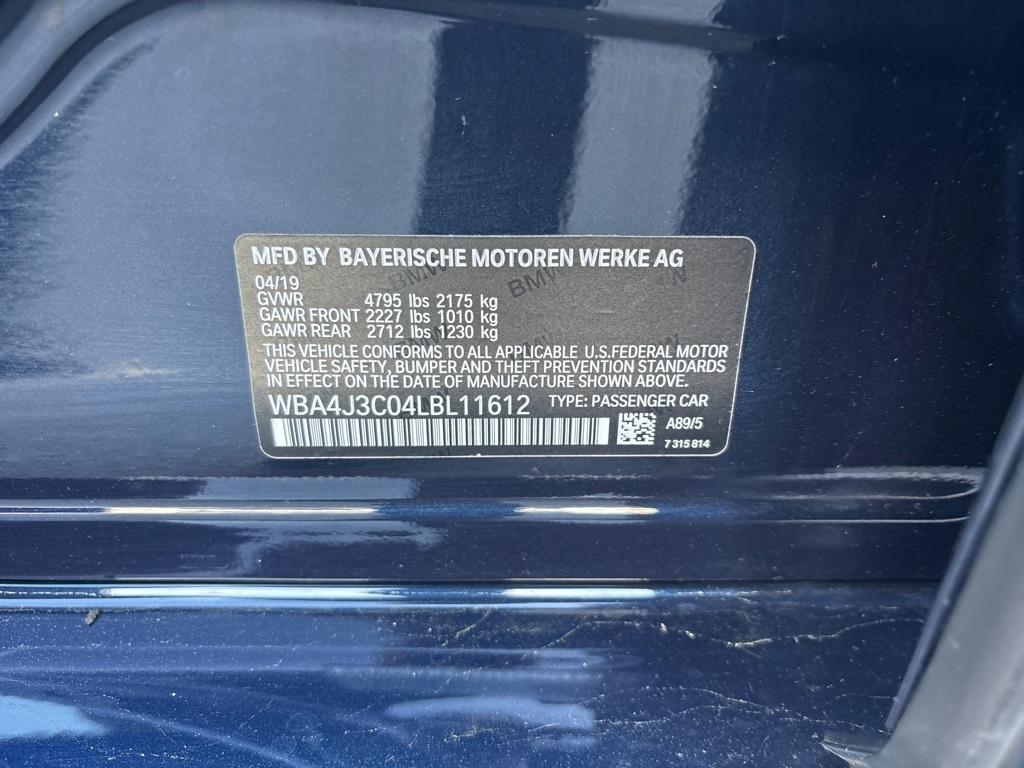 MFD BY BAYERISCHE MOTOREN WERKE AG
04/19
GVWR 4795 lbs 2175 kg
GAWR FRONT 2227 lbs 1010 kg
GAWR REAR 2712 lbs 1230 kg
THIS VEHICLE CONFORMS TO ALL APPLICABLE U.S.FEDERAL MOTOR
VEHICLE SAFETY, BUMPER AND THEFT PREVENTION STANDARDS
IN EFFECT ON THE DATE OF MANUFACTURE SHOWN ABOVE.
WBA4J3C04LBL11612 TYPE: PASSENGER CAR
A89/5
7 315 814
BMW BMW